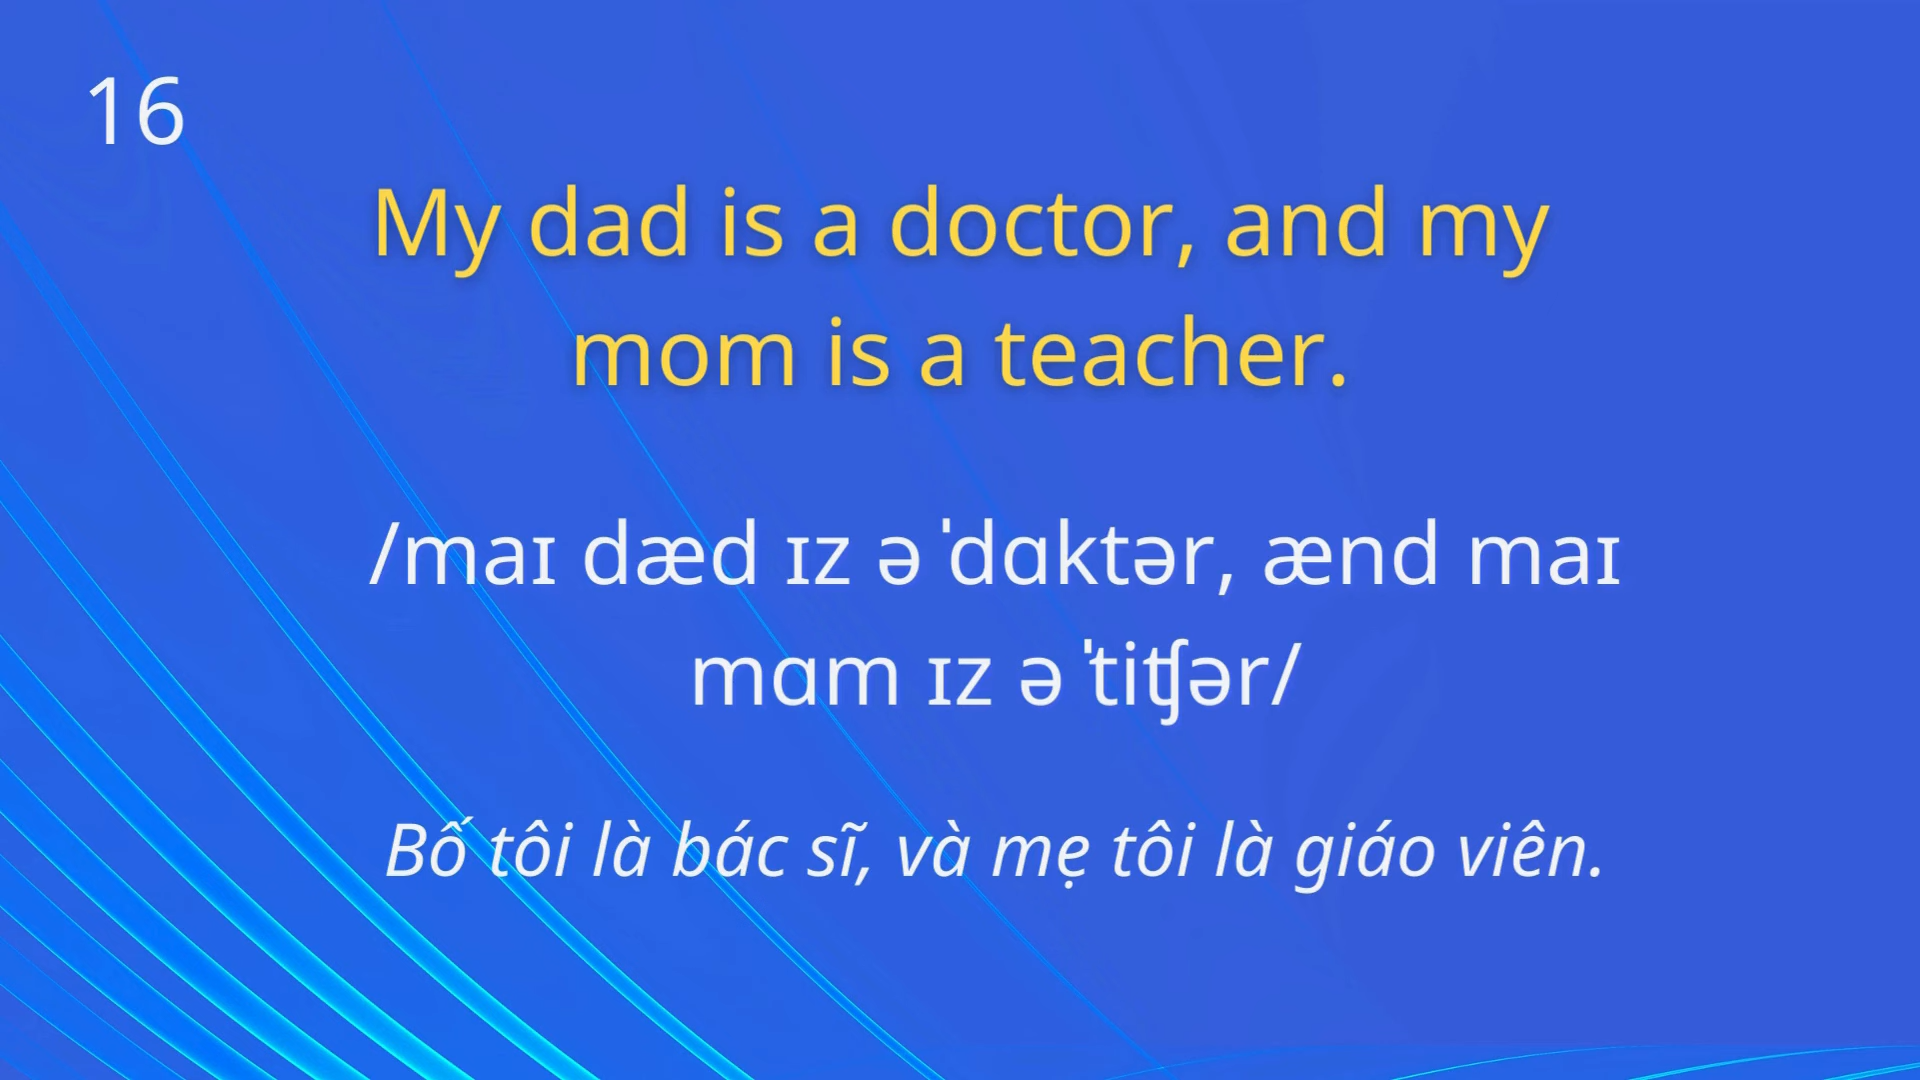 16
My dad is a doctor, and my
mom is a teacher.
/maɪ dæd ɪz ə ˈdɑktər, ænd maɪ
mɑm ɪz ə ˈtiʧər/
Bố tôi là bác sĩ, và mẹ tôi là giáo viên.